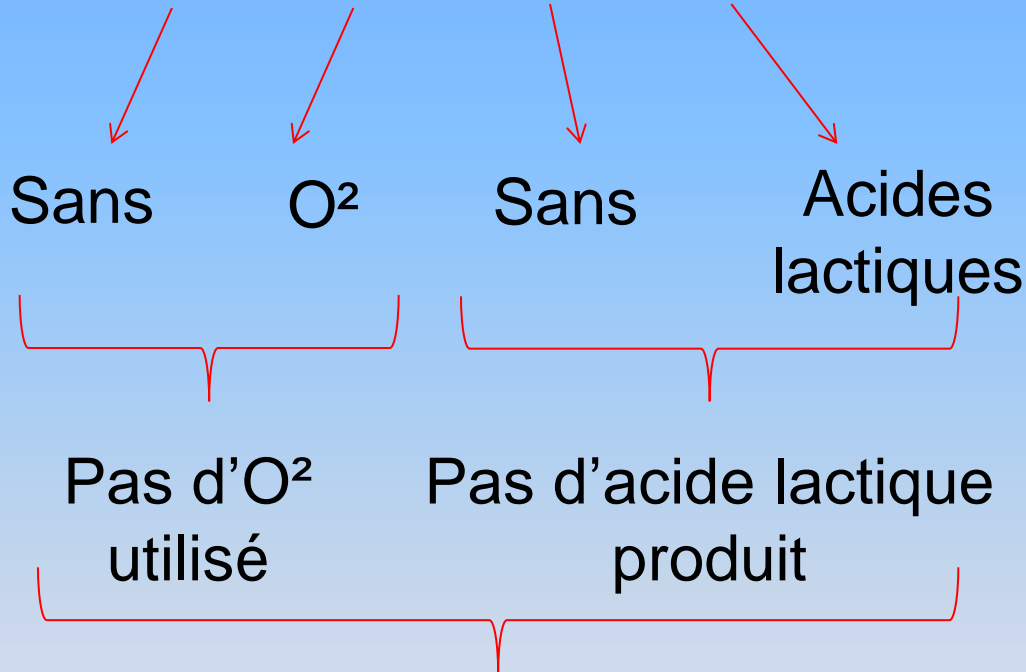 Sans O² Sans Acides
lactiques
Pas d’O²
utilisé
Pas d’acide lactique
produit